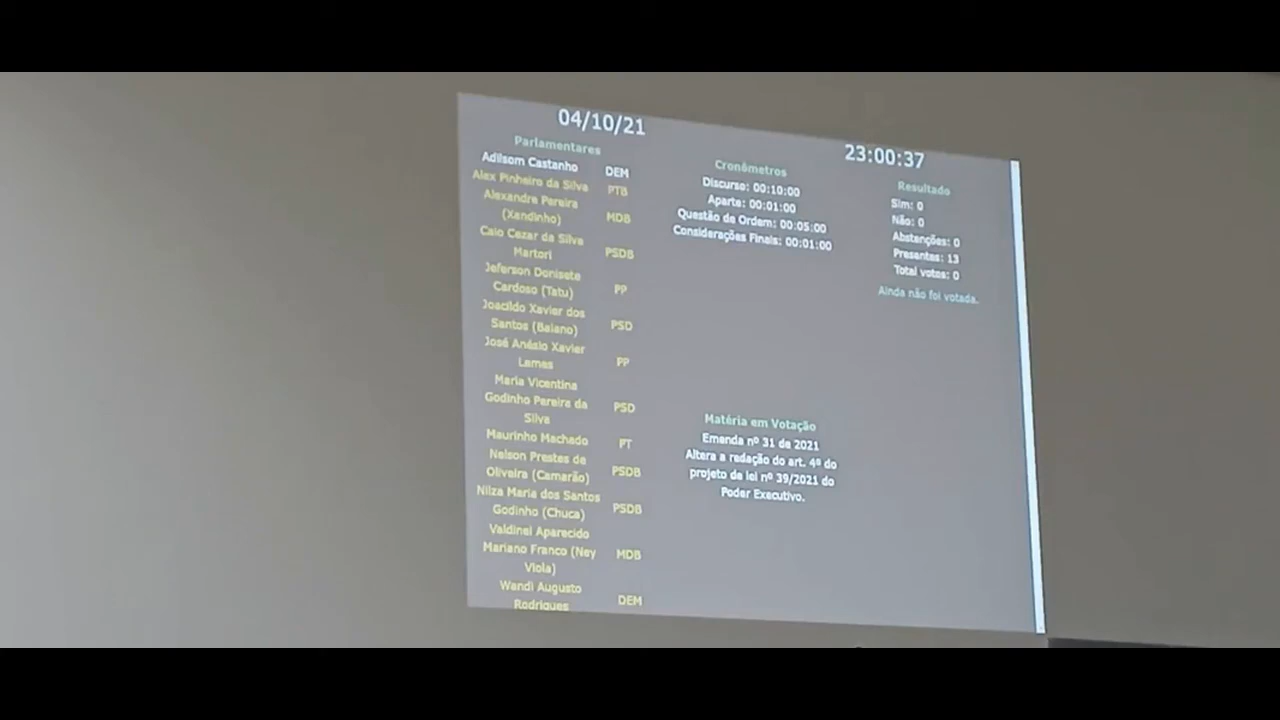 04/10/21
23:00:37
Parlamentares
Adilsom Castanho DEM
Alex Pinheiro da Silva PTB
Alexandre Pereira
(Xandinho) MDB
Caio Cezar da Silva
Martori PSDB
Jeferson Donisete
Cardoso (Tatu) PP
Joacildo Xavier dos
Santos (Baiano) PSD
José Anésio Xavier
Lemes PP
Maria Vicentina
Godinho Pereira da
Silva PSD
Maurinho Machado PT
Nelson Prestes de
Oliveira (Camarão) PSDB
Nilza Maria dos Santos
Godinho (Chuca) PSDB
Valdinei Aparecido
Mariano Franco (Ney
Viola) MDB
Wandi Augusto
Rodrigues DEM
Cronômetros
Discurso: 00:10:00
Aparte: 00:01:00
Questão de Ordem: 00:05:00
Considerações Finais: 00:01:00
Matéria em Votação
Emenda nº 31 de 2021
Altera a redação do art. 4º do
projeto de lei nº 39/2021 do
Poder Executivo.
Resultado
Sim: 0
Não: 0
Abstenções: 0
Presentes: 13
Total votos: 0
Ainda não foi votada.